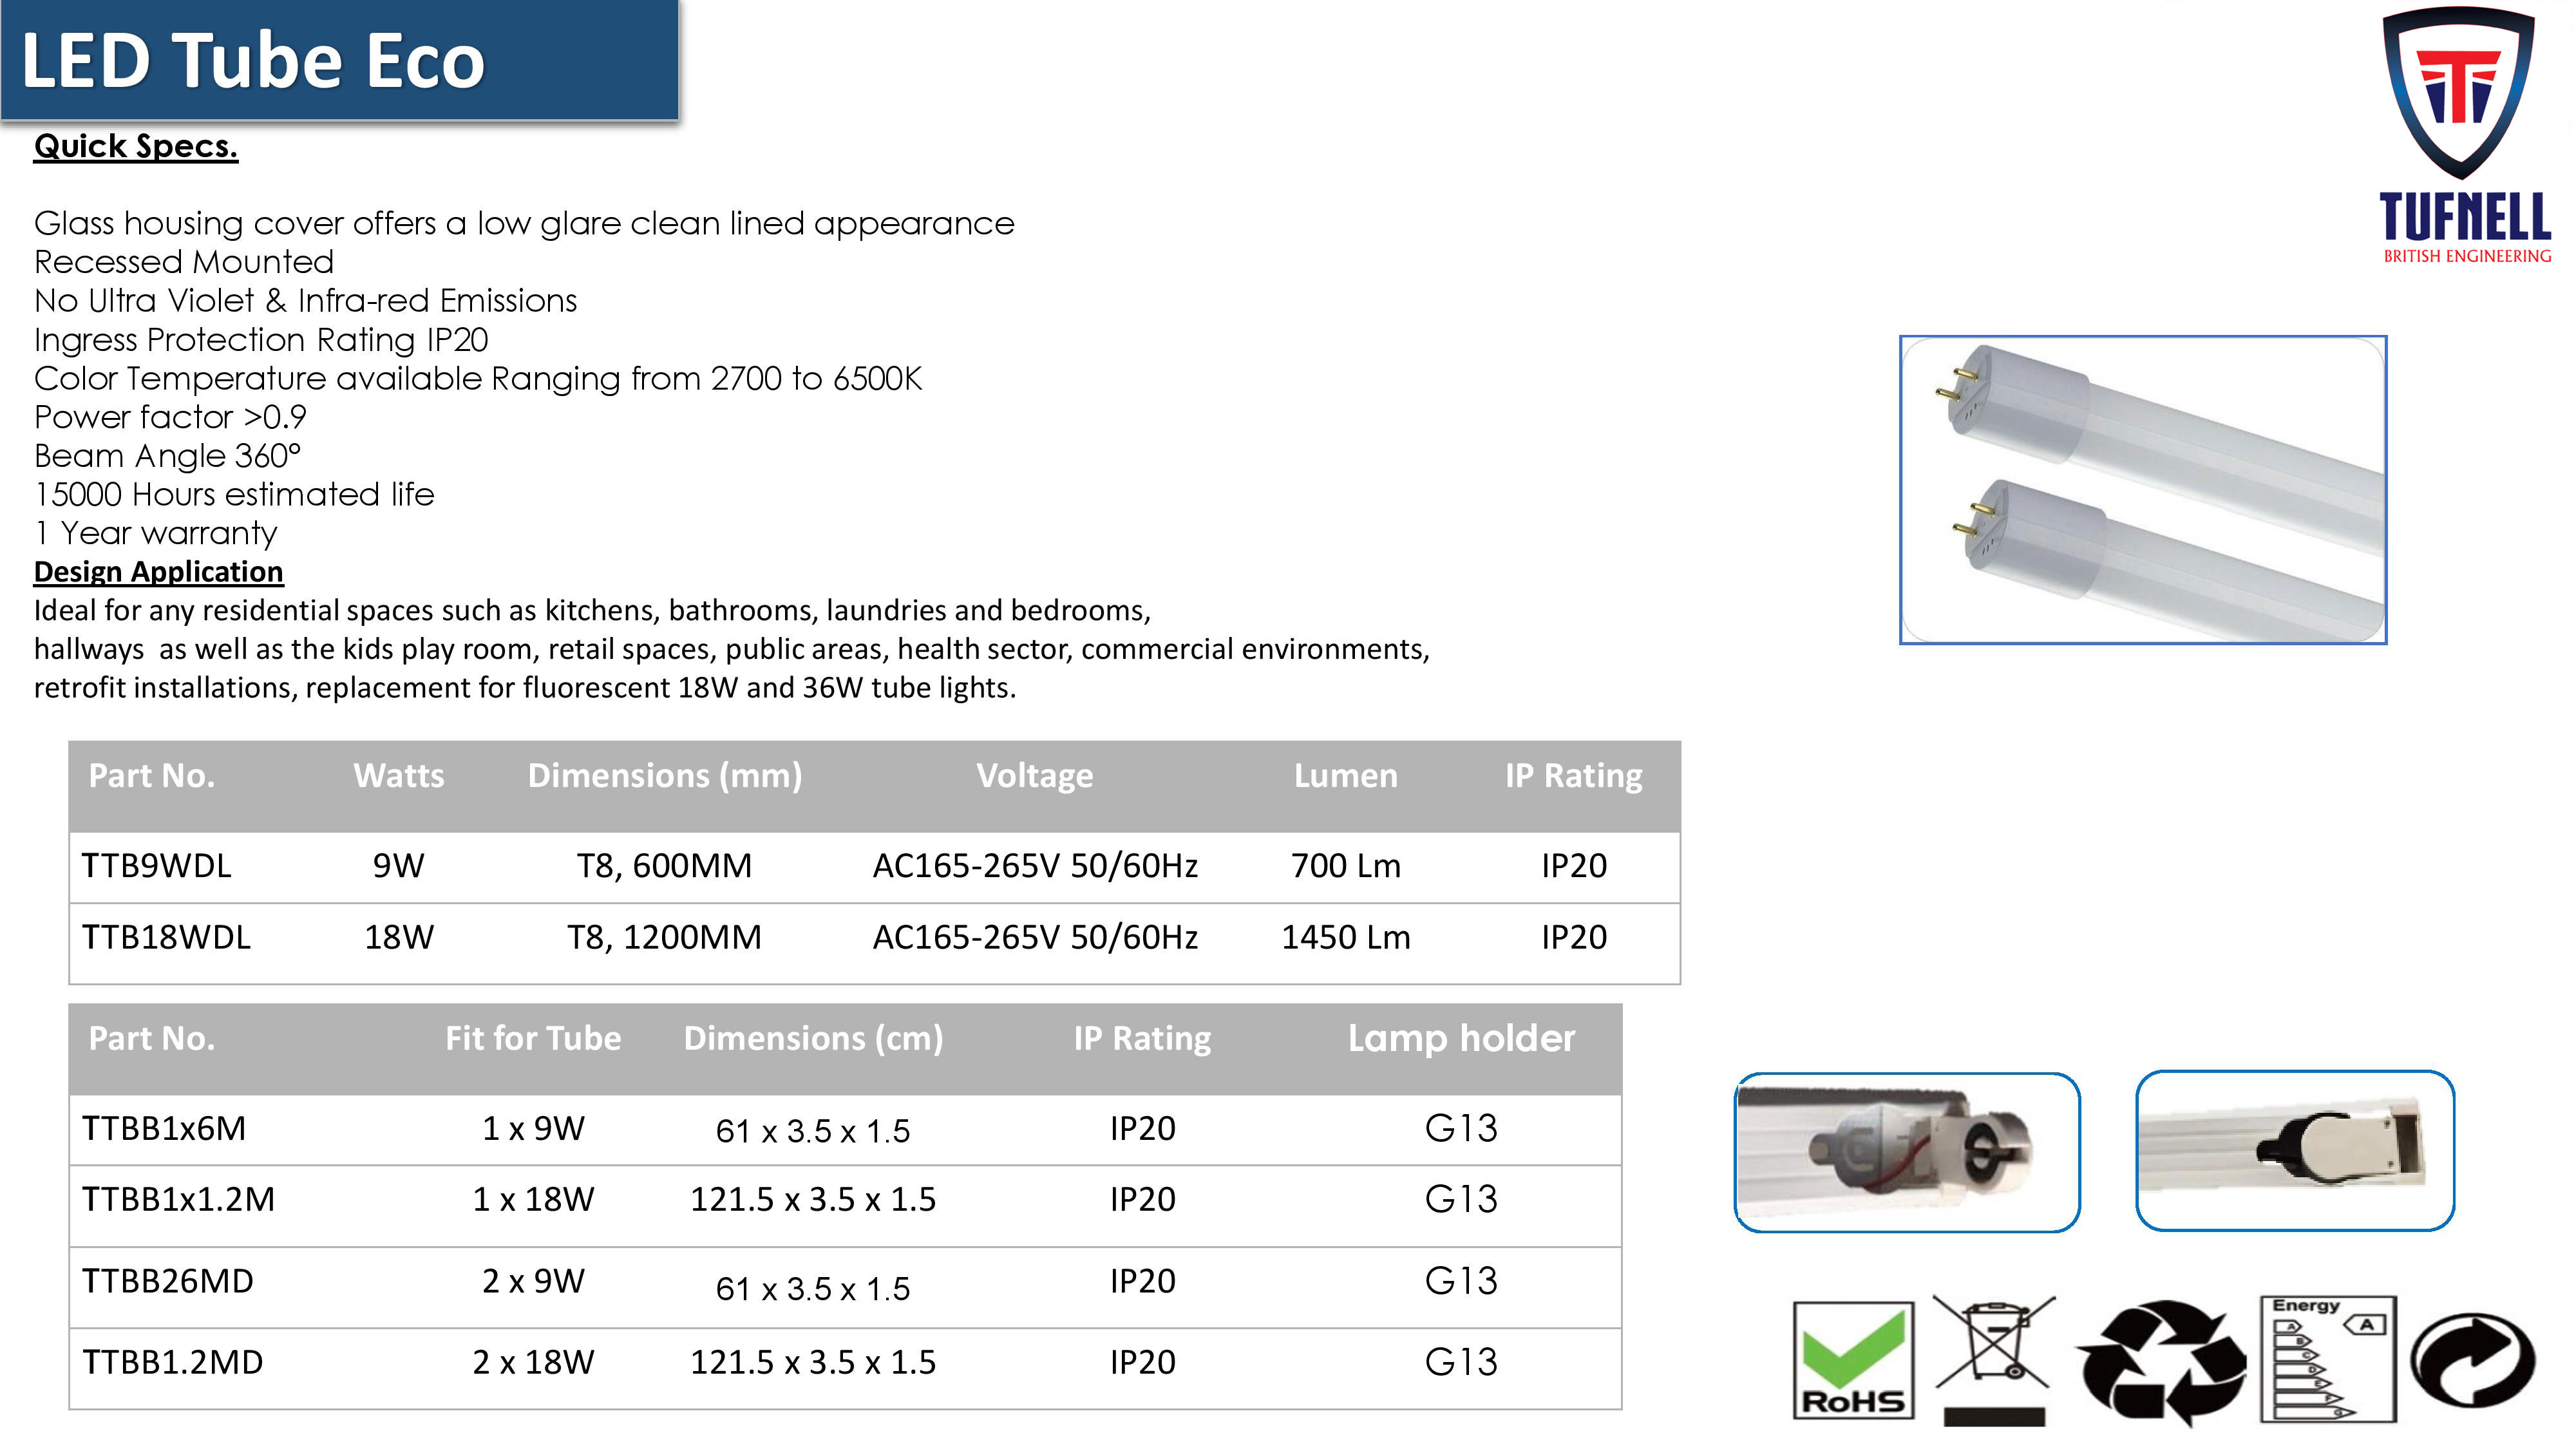 LED Tube Eco
TUFNELL
BRITISH ENGINEERING
Quick Specs.
Glass housing cover offers a low glare clean lined appearance
Recessed Mounted
No Ultra Violet & Infra-red Emissions
Ingress Protection Rating IP20
Color Temperature available Ranging from 2700 to 6500K
Power factor >0.9
Beam Angle 360°
15000 Hours estimated life
1 Year warranty
Design Application
Ideal for any residential spaces such as kitchens, bathrooms, laundries and bedrooms,
hallways  as well as the kids play room, retail spaces, public areas, health sector, commercial environments,
retrofit installations, replacement for fluorescent 18W and 36W tube lights.
Part No. Watts Dimensions (mm) Voltage Lumen IP Rating
TTB9WDL 9W T8, 600MM AC165-265V 50/60Hz 700 Lm IP20
TTB18WDL 18W T8, 1200MM AC165-265V 50/60Hz 1450 Lm IP20
Part No. Fit for Tube Dimensions (cm) IP Rating Lamp holder
TTBB1x6M 1 x 9W 61 x 3.5 x 1.5 IP20 G13
TTBB1x1.2M 1 x 18W 121.5 x 3.5 x 1.5 IP20 G13
TTBB26MD 2 x 9W 61 x 3.5 x 1.5 IP20 G13
TTBB1.2MD 2 x 18W 121.5 x 3.5 x 1.5 IP20 G13
RoHS
Energy
A
A
B
C
D
E
F
G